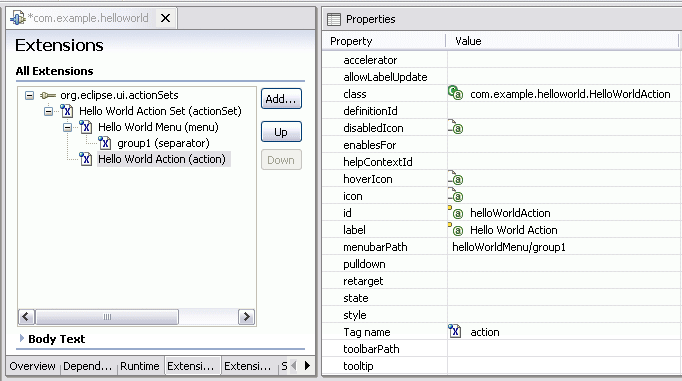 *com.example.helloworld
Extensions
All Extensions
org.eclipse.ui.actionSets
Hello World Action Set (actionSet)
Hello World Menu (menu)
group1 (separator)
Hello World Action (action)
Add...
Up
Down
Body Text
Overview Depend... Runtime Extensi... Extensi... S
Properties
Property Value
accelerator
allowLabelUpdate
class com.example.helloworld.HelloWorldAction
definitionId
disabledIcon
enablesFor
helpContextId
hoverIcon
icon
id helloWorldAction
label Hello World Action
menubarPath helloWorldMenu/group1
pulldown
retarget
state
style
Tag name action
toolbarPath
tooltip